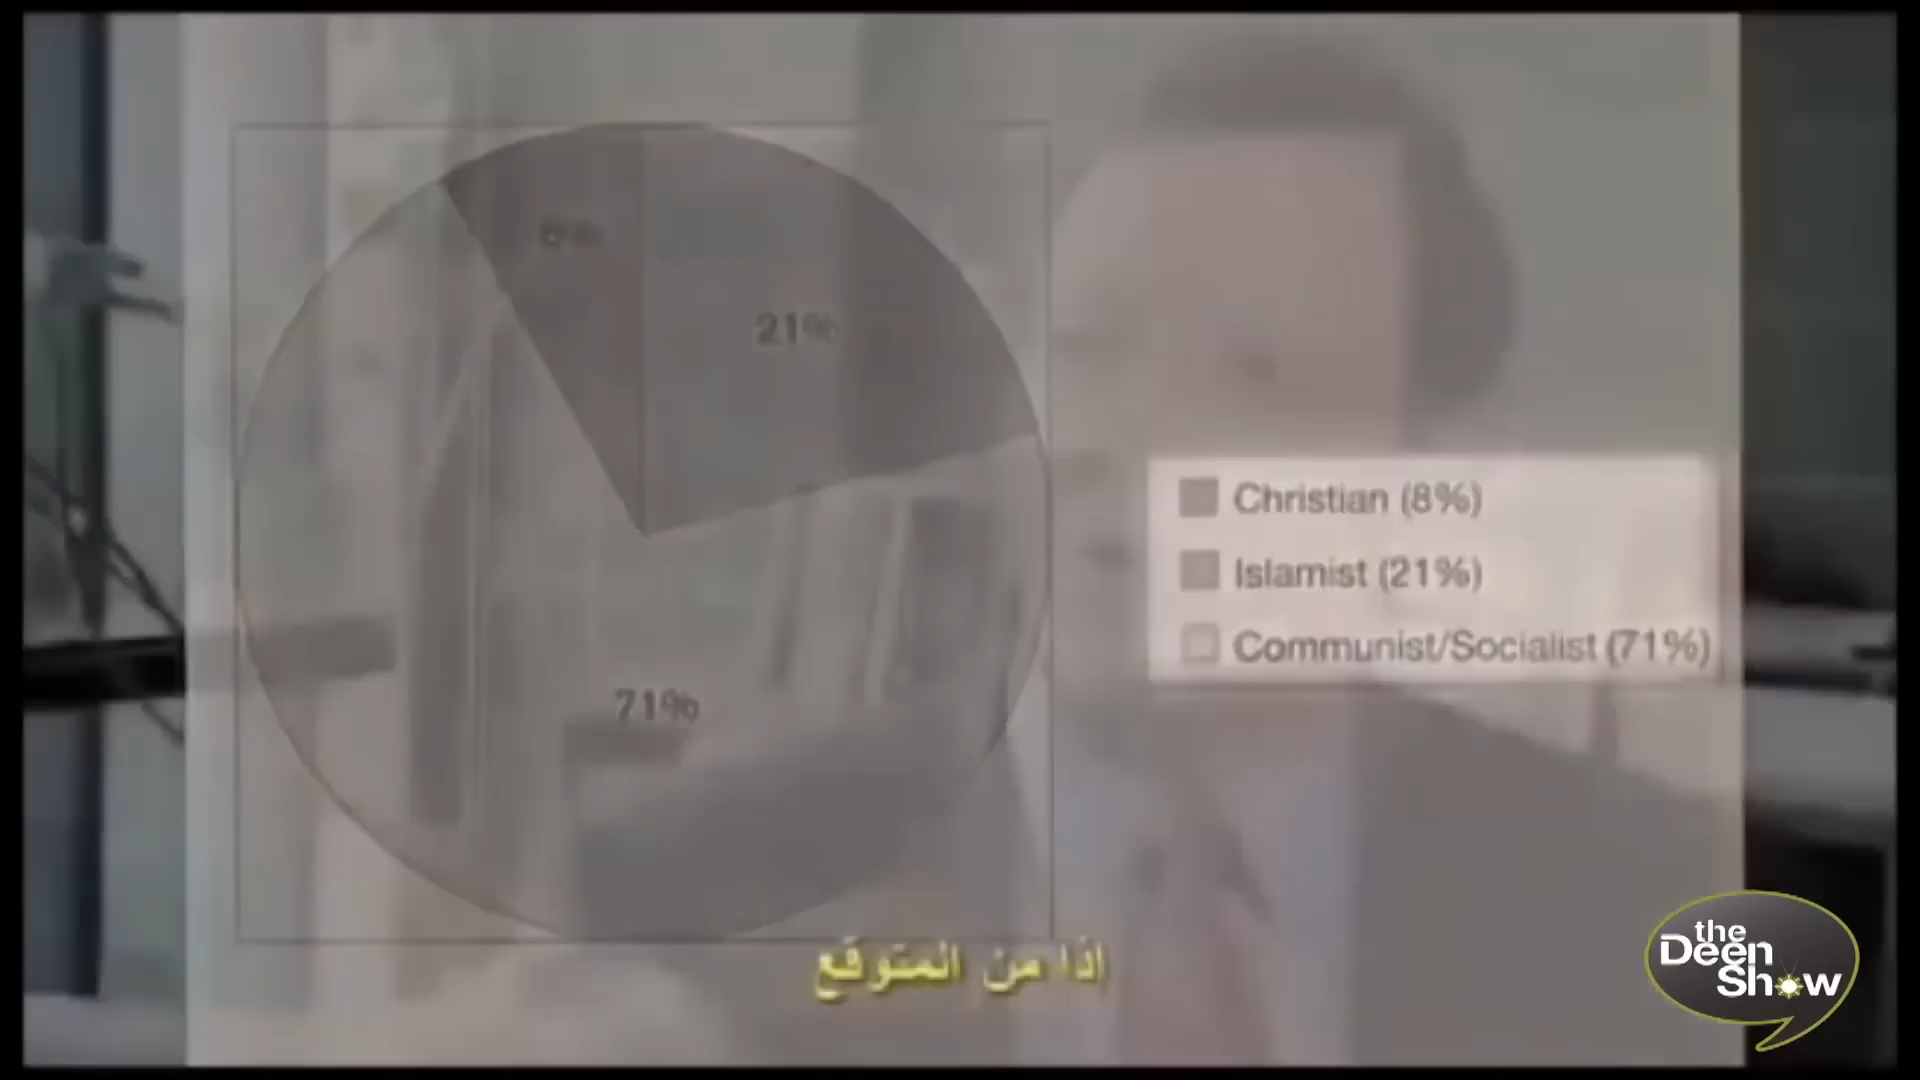 8%
21%
71%
Christian (8%)
Islamist (21%)
Communist/Socialist (71%)
اذا من المتوقع
the
Deen
Show